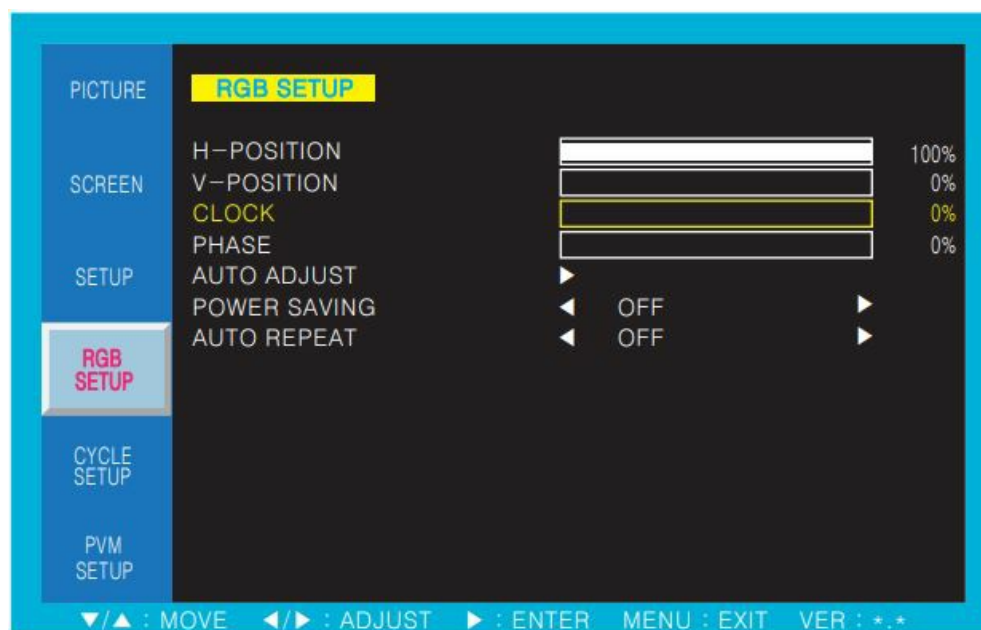 PICTURE
SCREEN
SETUP
RGB
SETUP
CYCLE
SETUP
PVM
SETUP
RGB SETUP
H-POSITION 100%
V-POSITION 0%
CLOCK 0%
PHASE 0%
AUTO ADJUST ▶
POWER SAVING ◀ OFF ▶
AUTO REPEAT ◀ OFF ▶
▼/▲ : MOVE ◀/▶ : ADJUST ▶ : ENTER MENU : EXIT VER : *.*